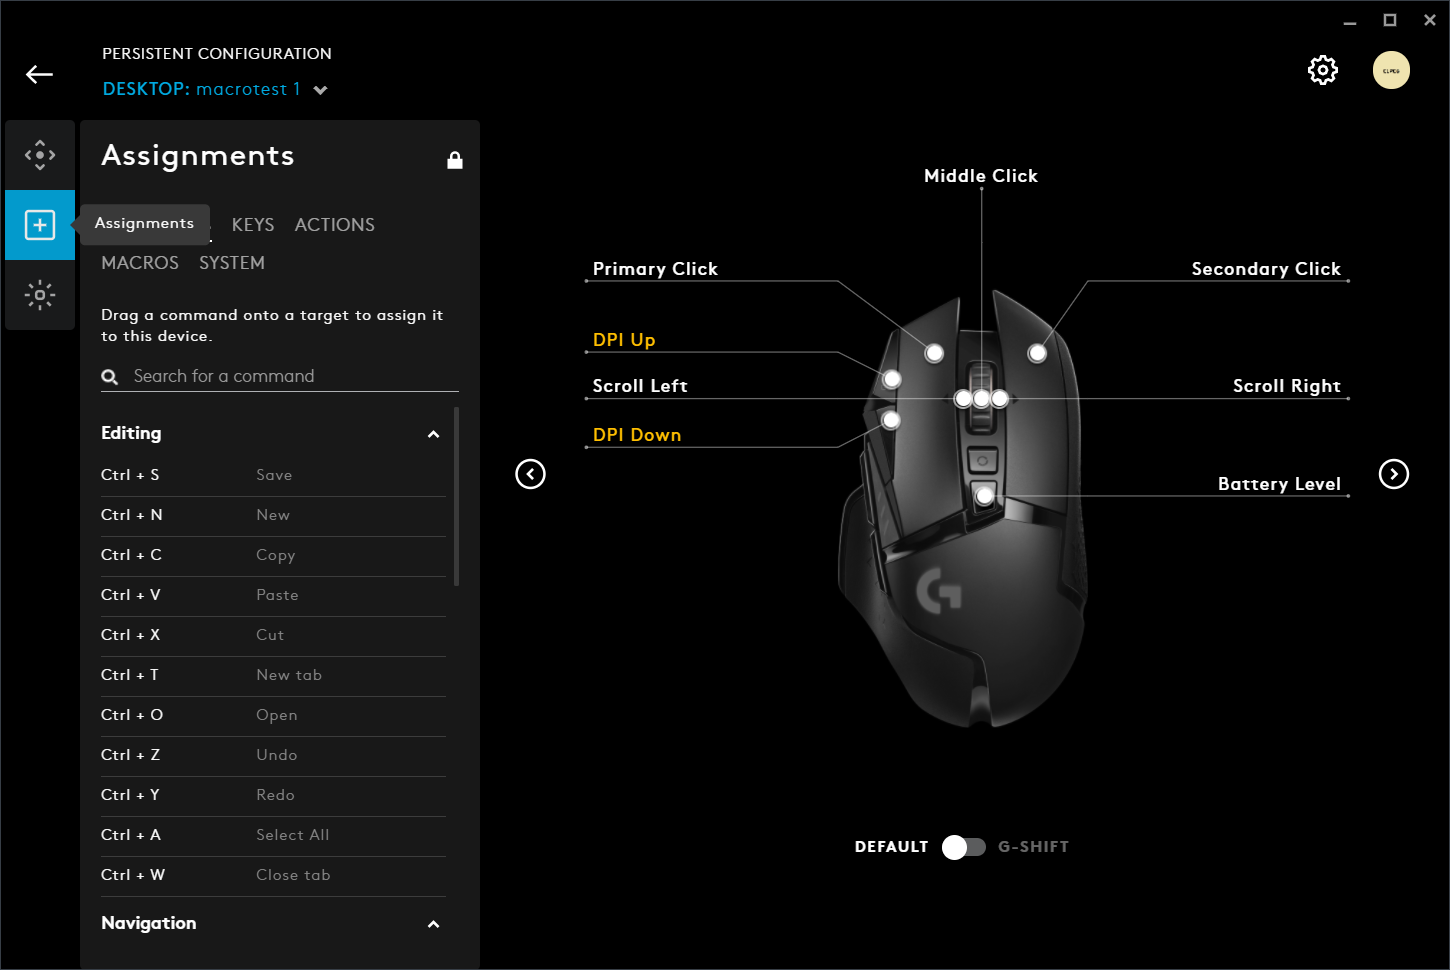 PERSISTENT CONFIGURATION
DESKTOP: macrotest 1
Assignments
Assignments
KEYS
ACTIONS
MACROS
SYSTEM
Drag a command onto a target to assign it
to this device.
Search for a command
Editing
Ctrl + S Save
Ctrl + N New
Ctrl + C Copy
Ctrl + V Paste
Ctrl + X Cut
Ctrl + T New tab
Ctrl + O Open
Ctrl + Z Undo
Ctrl + Y Redo
Ctrl + A Select All
Ctrl + W Close tab
Navigation
Middle Click
Primary Click
Secondary Click
DPI Up
Scroll Left
Scroll Right
DPI Down
Battery Level
DEFAULT
G-SHIFT